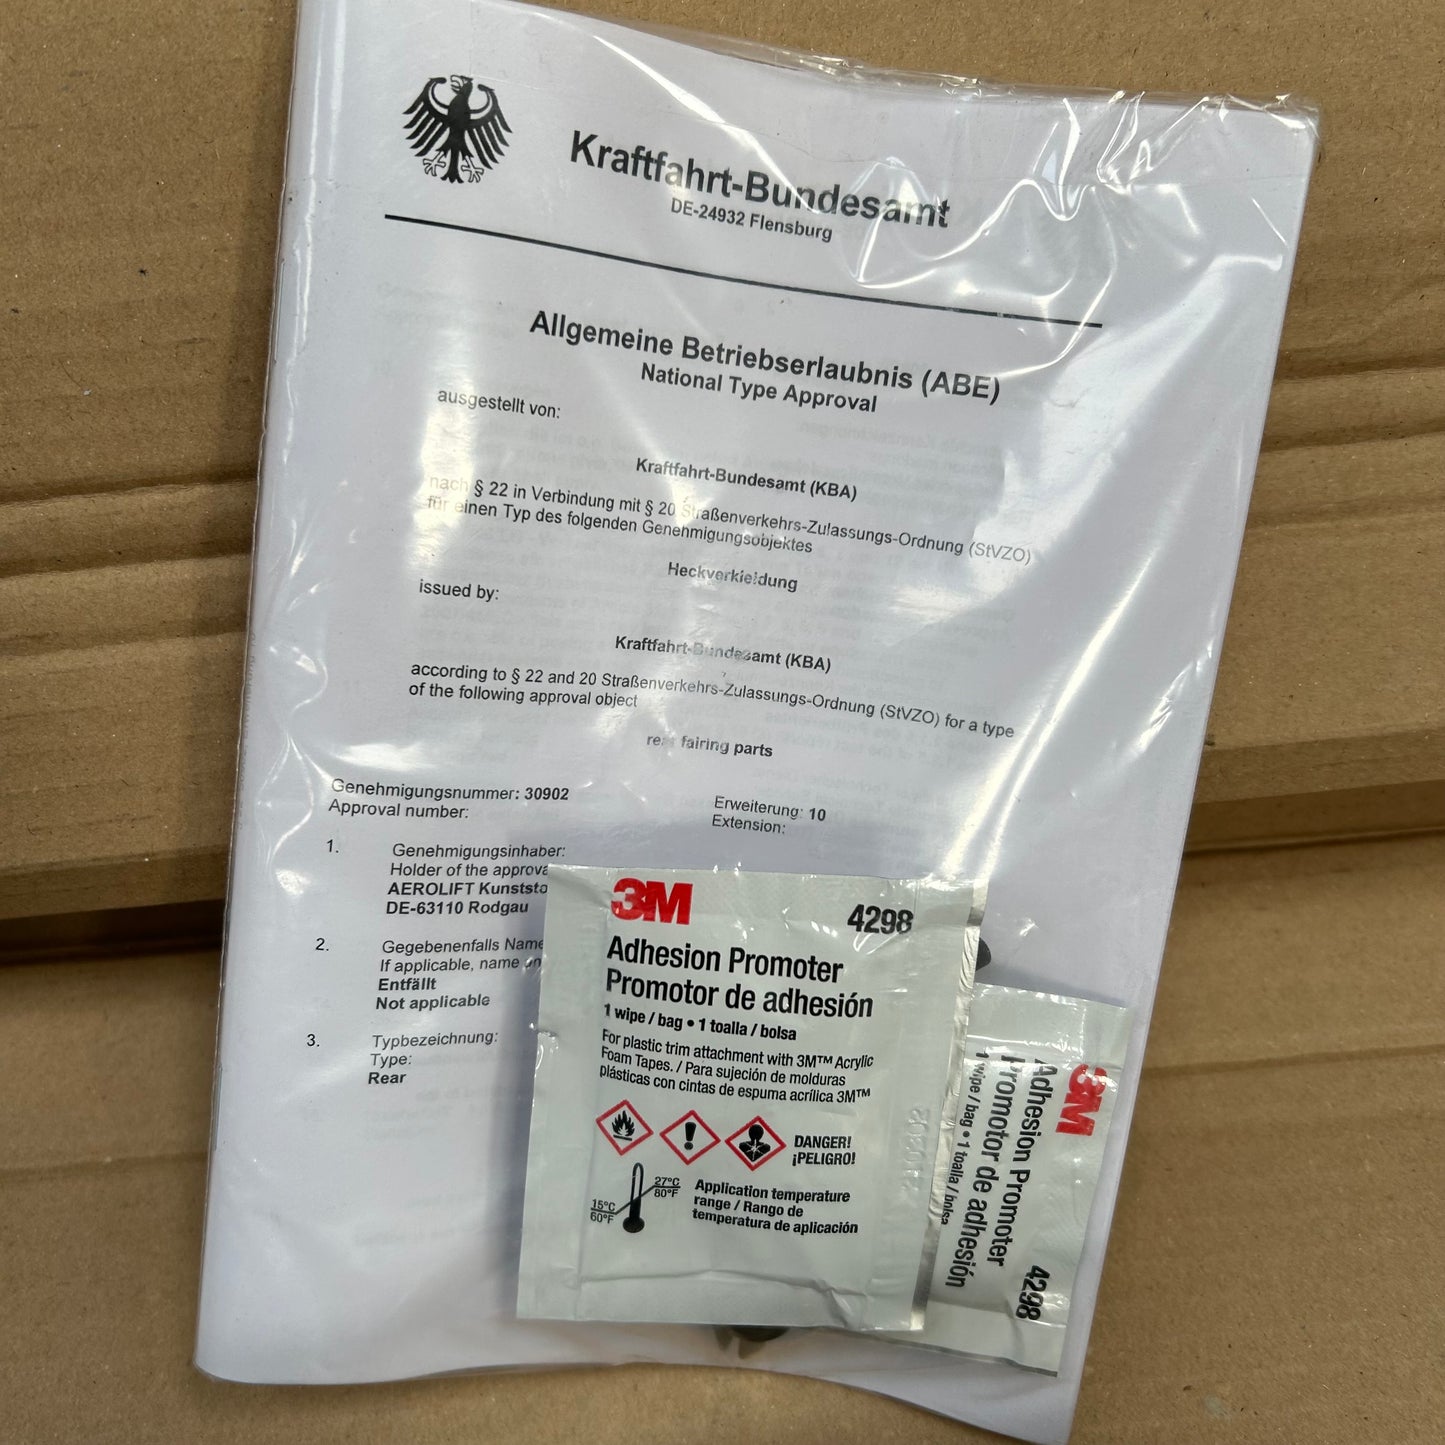 Kraftfahrt-Bundesamt
DE-24932 Flensburg
Allgemeine Betriebserlaubnis (ABE)
National Type Approval
ausgestellt von:
Kraftfahrt-Bundesamt (KBA)
nach § 22 in Verbindung mit § 20 Straßenverkehrs-Zulassungs-Ordnung (StVZO)
für einen Typ des folgenden Genehmigungsobjektes
Heckverkleidung
issued by:
Kraftfahrt-Bundesamt (KBA)
according to § 22 and 20 Straßenverkehrs-Zulassungs-Ordnung (StVZO) for a type
of the following approval object
rear fairing parts
Genehmigungsnummer: 30902
Approval number:
Erweiterung: 10
Extension:
1. Genehmigungsinhaber:
Holder of the approva
AEROLIFT Kunststo
DE-63110 Rodgau
2. Gegebenenfalls Name
If applicable, name
Entfällt
Not applicable
3. Typbezeichnung:
Type:
Rear
3M
4298
Adhesion Promoter
Promotor de adhesión
1 wipe / bag • 1 toalla / bolsa
For plastic trim attachment with 3M™ Acrylic
Foam Tapes. / Para sujeción de molduras
plásticas con cintas de espuma acrílica 3M™
DANGER!
¡PELIGRO!
27°C
80°F
15°C
60°F
Application temperature
range / Rango de
temperatura de aplicación
3M
Adhesion Promoter
Promotor de adhesión
1 wipe / bag • 1 toalla / bolsa
4298